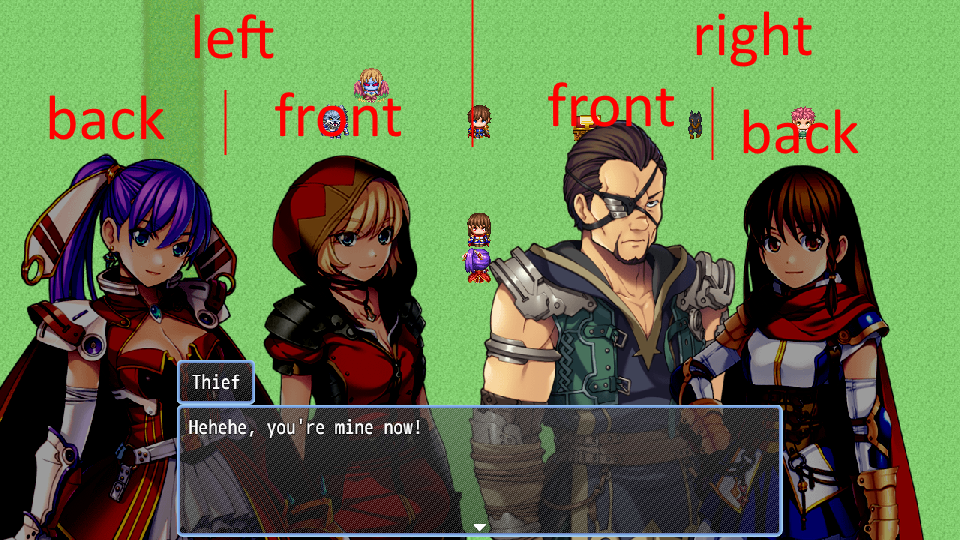 left
right
back
front
front
back
Thief
Hehehe, you're mine now!